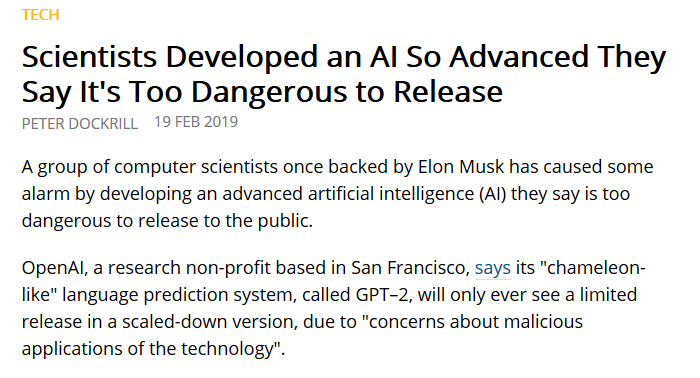 TECH
Scientists Developed an AI So Advanced They
Say It's Too Dangerous to Release
PETER DOCKRILL 19 FEB 2019
A group of computer scientists once backed by Elon Musk has caused some
alarm by developing an advanced artificial intelligence (AI) they say is too
dangerous to release to the public.
OpenAI, a research non-profit based in San Francisco, says its "chameleon-
like" language prediction system, called GPT–2, will only ever see a limited
release in a scaled-down version, due to "concerns about malicious
applications of the technology".